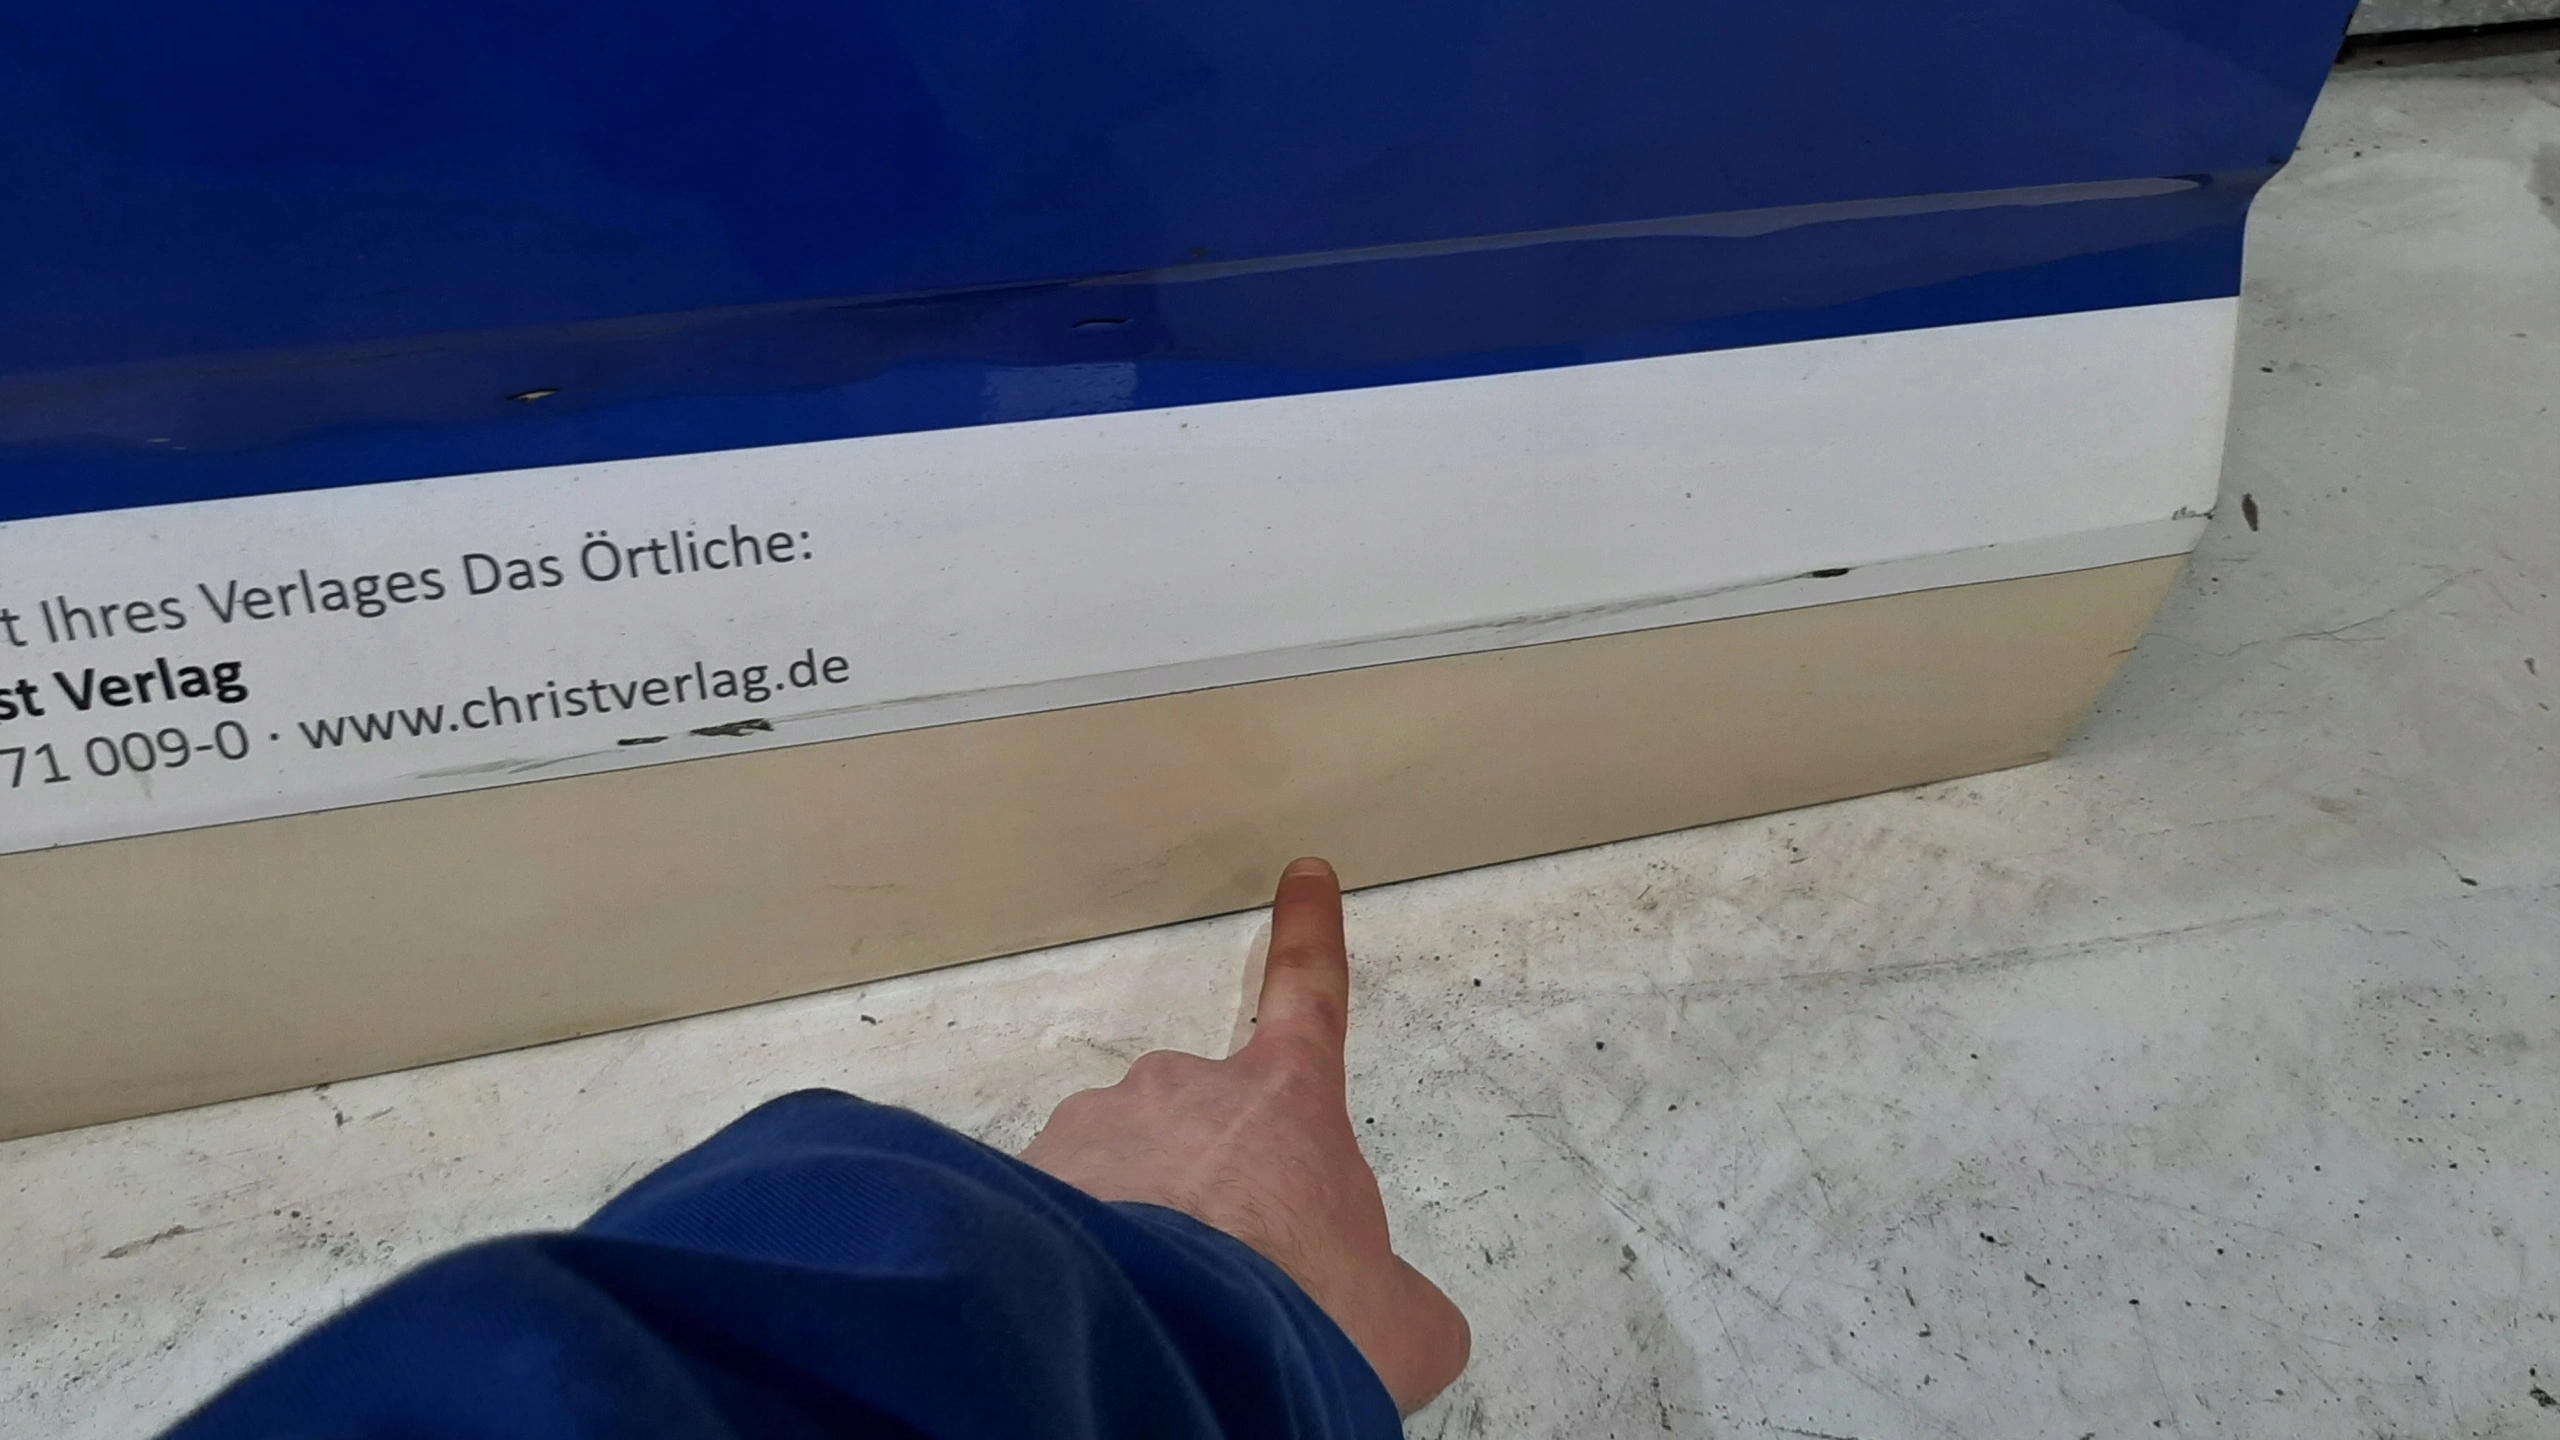 t Ihres Verlages Das Örtliche:
st Verlag
71 009-0 · www.christverlag.de